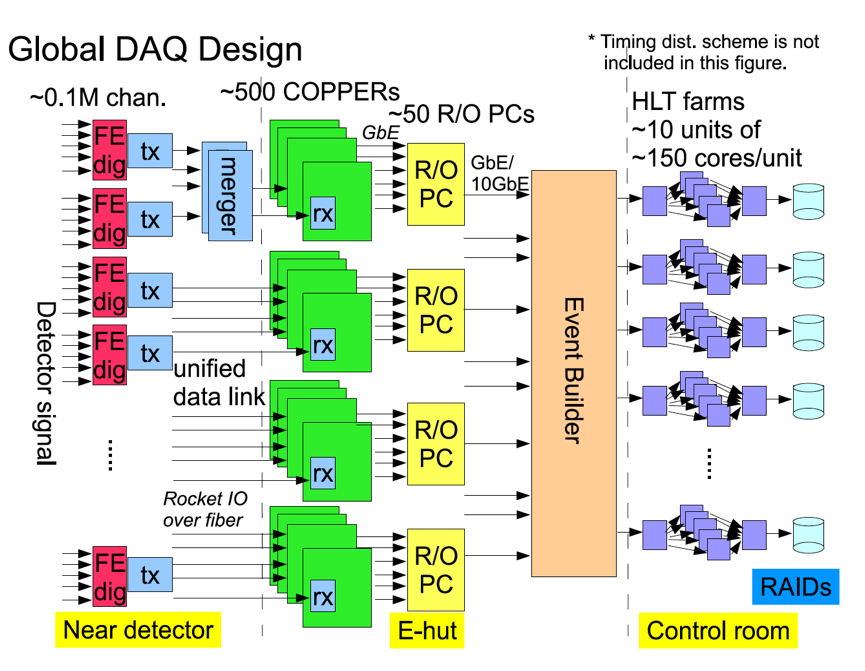 Global DAQ Design
* Timing dist. scheme is not
included in this figure.
~0.1M chan.
~500 COPPERs
~50 R/O PCs
HLT farms
~10 units of
~150 cores/unit
GbE
GbE/
10GbE
FE
dig
tx
merger
rx
R/O
PC
FE
dig
tx
FE
dig
tx
rx
R/O
PC
FE
dig
tx
Detector signal
unified
data link
Event Builder
rx
R/O
PC
Rocket IO
over fiber
FE
dig
tx
rx
R/O
PC
RAIDs
Near detector
E-hut
Control room